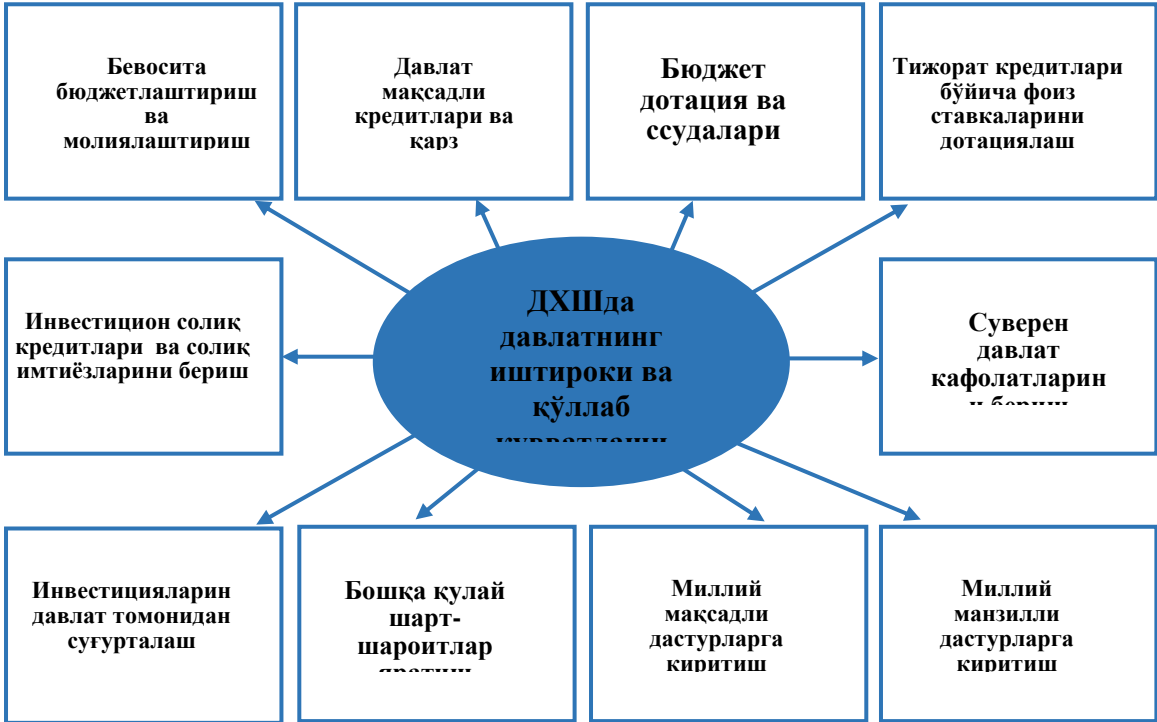 Бевосита
бюджетлаштириш
ва
молиялаштириш
Давлат
мақсадли
кредитлари ва
қарз
Бюджет
дотация ва
ссудалари
Тижорат кредитлари
бўйича фоиз
ставкаларини
дотациялаш
Инвестицион солиқ
кредитлари ва солиқ
имтиёзларини бериш
ДХШда
давлатнинг
иштироки ва
қўллаб
Суверен
давлат
кафолатларин
Инвестицияларин
давлат томонидан
суғурталаш
Бошқа қулай
шарт-
шароитлар
Миллий
мақсадли
дастурларга
киритиш
Миллий
манзилли
дастурларга
киритиш